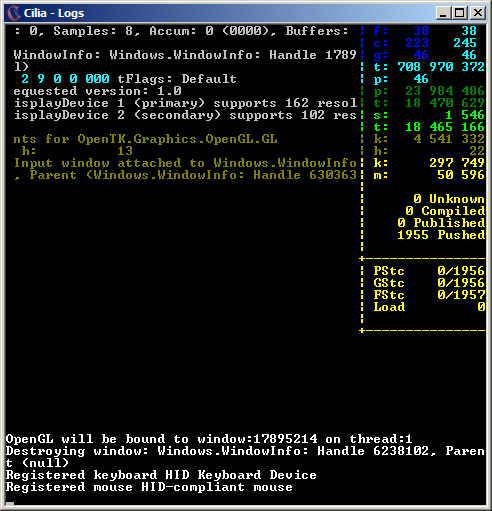 Cilia - Logs
: 0, Samples: 8, Accum: 0 (0000), Buffers:
f: 38 38
c: 223 245
WindowInfo: Windows.WindowInfo: Handle 1789
g: 46 46
l)
t: 708 970 372
2 9 0 0 000 tFlags: Default
p: 46
equested version: 1.0
p: 23 984 486
isplayDevice 1 (primary) supports 162 resol
t: 18 470 629
isplayDevice 2 (secondary) supports 102 res
s: 1 546
t: 18 465 166
nts for OpenTK.Graphics.OpenGL.GL
k: 4 541 332
h: 13
h: 22
Input window attached to Windows.WindowInfo
k: 297 749
, Parent (Windows.WindowInfo: Handle 630363
m: 50 596
0 Unknown
0 Compiled
0 Published
1955 Pushed
PStc 0/1956
GStc 0/1956
FStc 0/1957
Load 0
OpenGL will be bound to window:17895214 on thread:1
Destroying window: Windows.WindowInfo: Handle 6238102, Paren
t (null)
Registered keyboard HID Keyboard Device
Registered mouse HID-compliant mouse